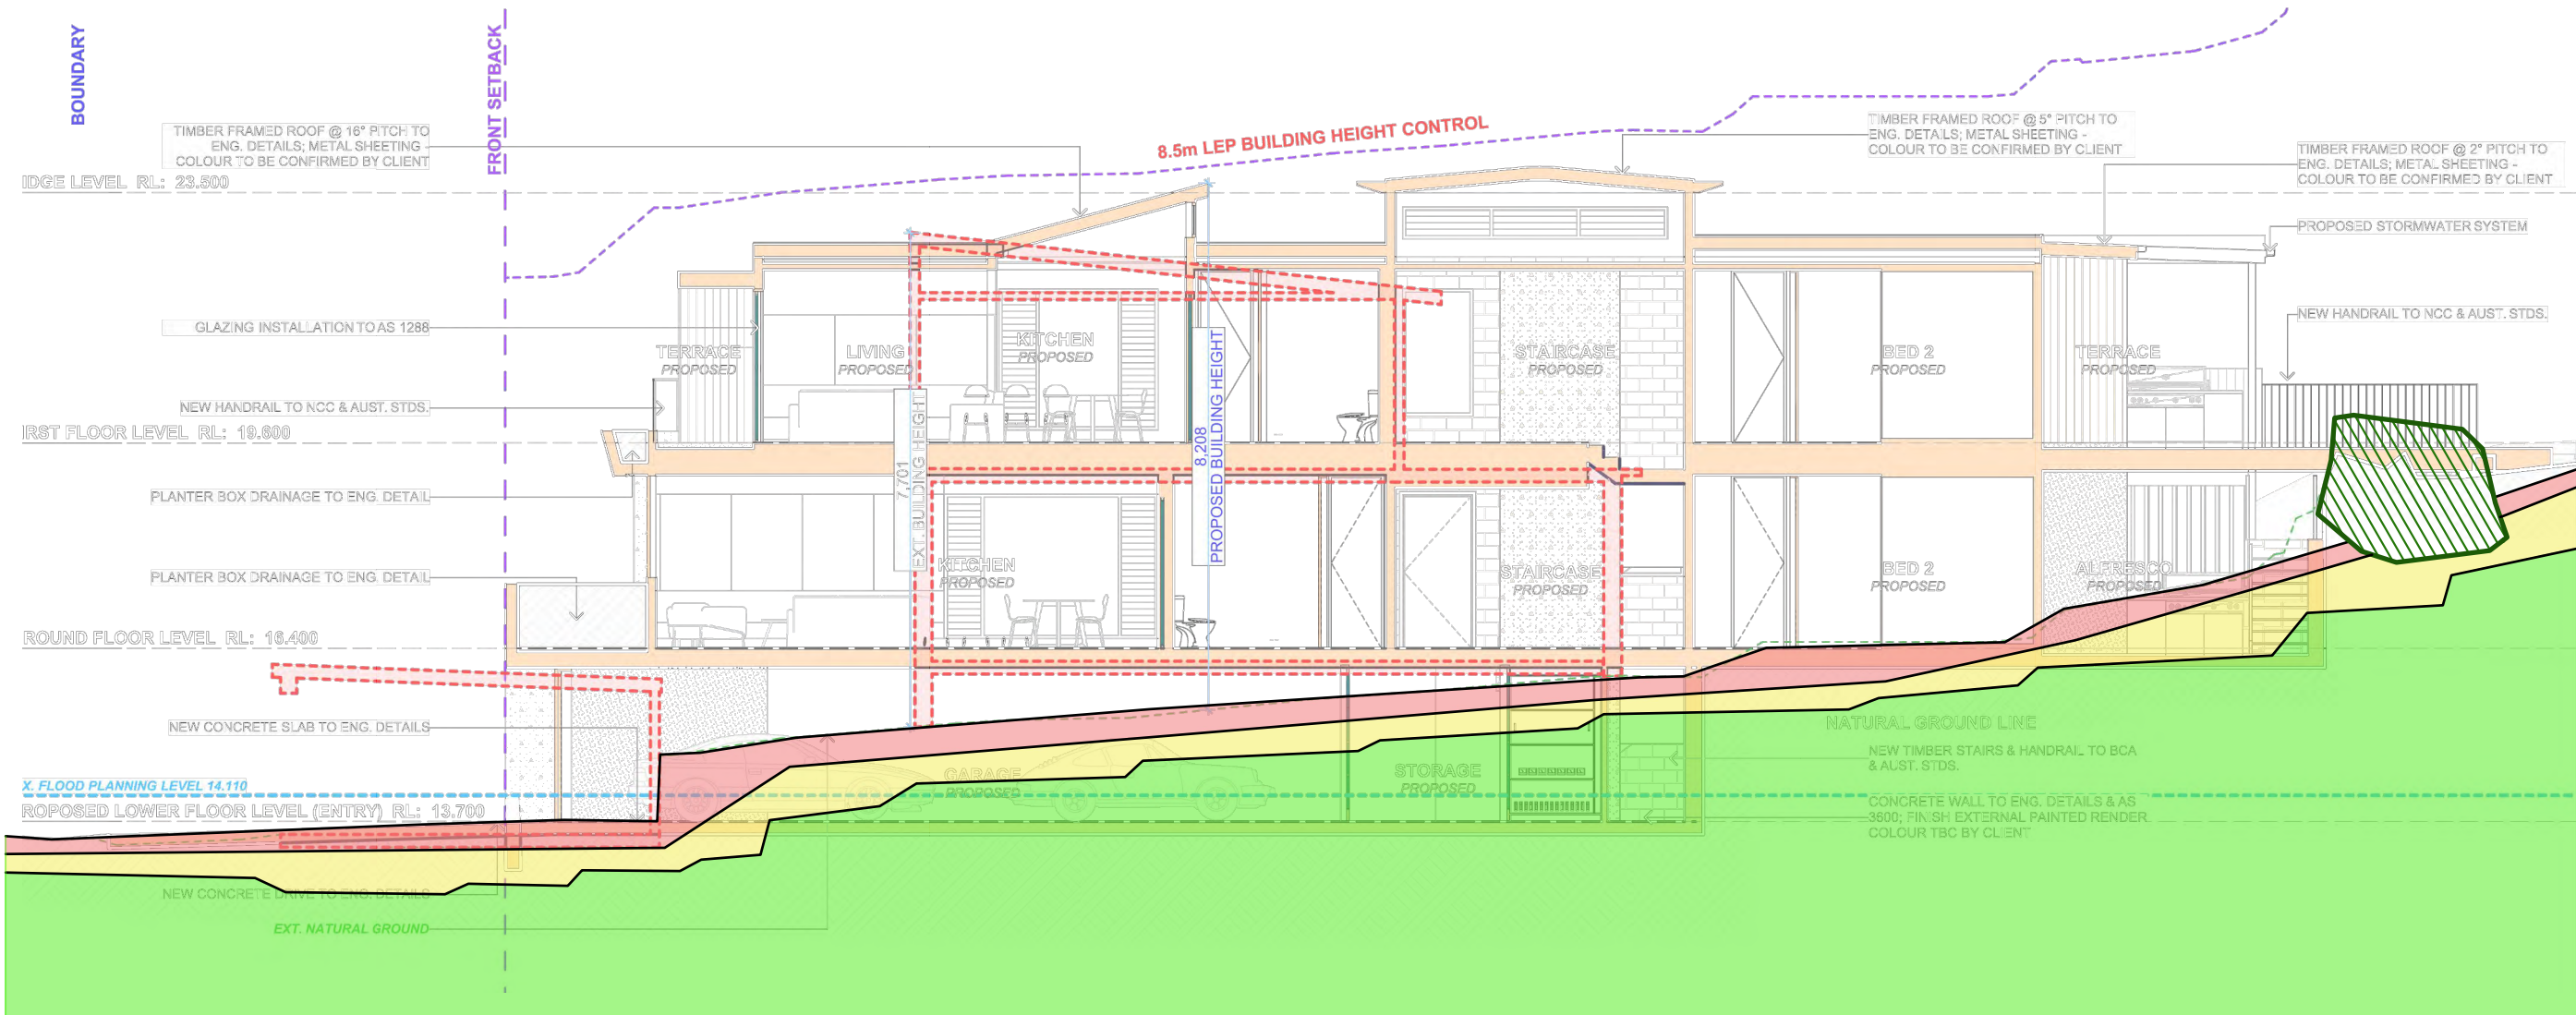 BOUNDARY
FRONT SETBACK
TIMBER FRAMED ROOF @ 16° PITCH TO
ENG. DETAILS; METAL SHEETING -
COLOUR TO BE CONFIRMED BY CLIENT
8.5m LEP BUILDING HEIGHT CONTROL
TIMBER FRAMED ROOF @ 5° PITCH TO
ENG. DETAILS; METAL SHEETING -
COLOUR TO BE CONFIRMED BY CLIENT
TIMBER FRAMED ROOF @ 2° PITCH TO
ENG. DETAILS; METAL SHEETING -
COLOUR TO BE CONFIRMED BY CLIENT
IDGE LEVEL RL: 23.500
PROPOSED STORMWATER SYSTEM
GLAZING INSTALLATION TO AS 1288
NEW HANDRAIL TO NCC & AUST. STDS.
TERRACE
PROPOSED
LIVING
PROPOSED
KITCHEN
PROPOSED
STAIRCASE
PROPOSED
BED 2
PROPOSED
TERRACE
PROPOSED
NEW HANDRAIL TO NCC & AUST. STDS.
IRST FLOOR LEVEL RL: 19.600
7,701
EXT. BUILDING HEIGHT
8,208
PROPOSED BUILDING HEIGHT
PLANTER BOX DRAINAGE TO ENG. DETAIL
PLANTER BOX DRAINAGE TO ENG. DETAIL
KITCHEN
PROPOSED
STAIRCASE
PROPOSED
BED 2
PROPOSED
ALFRESCO
PROPOSED
ROUND FLOOR LEVEL RL: 16.400
NEW CONCRETE SLAB TO ENG. DETAILS
NATURAL GROUND LINE
NEW TIMBER STAIRS & HANDRAIL TO BCA
& AUST. STDS.
GARAGE
PROPOSED
STORAGE
PROPOSED
X. FLOOD PLANNING LEVEL 14.110
ROPOSED LOWER FLOOR LEVEL (ENTRY) RL: 13.700
CONCRETE WALL TO ENG. DETAILS & AS
3600; FINISH EXTERNAL PAINTED RENDER
COLOUR TBC BY CLIENT
NEW CONCRETE DRIVE TO ENG. DETAILS
EXT. NATURAL GROUND